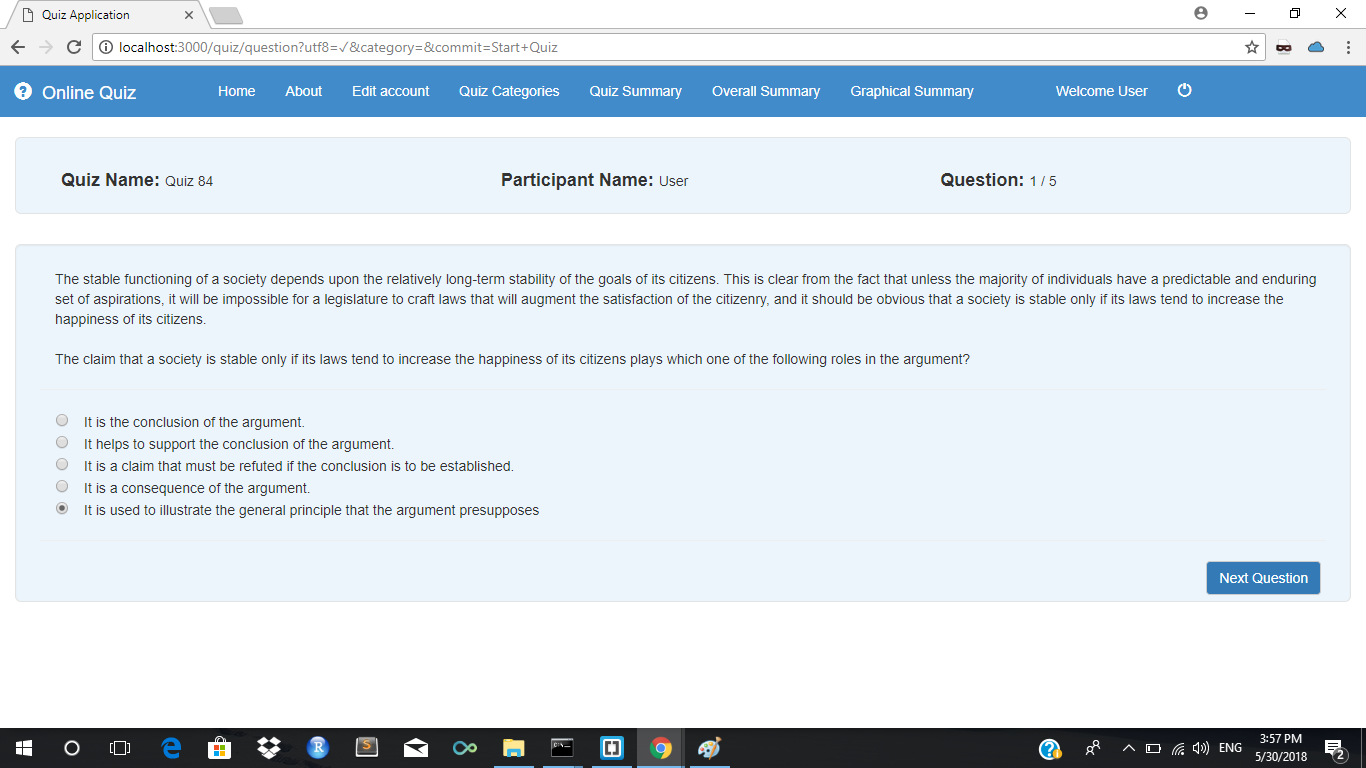 Quiz Application
localhost:3000/quiz/question?utf8=✓&category=&commit=Start+Quiz
Online Quiz Home About Edit account Quiz Categories Quiz Summary Overall Summary Graphical Summary Welcome User
Quiz Name: Quiz 84 Participant Name: User Question: 1 / 5
The stable functioning of a society depends upon the relatively long-term stability of the goals of its citizens. This is clear from the fact that unless the majority of individuals have a predictable and enduring
set of aspirations, it will be impossible for a legislature to craft laws that will augment the satisfaction of the citizenry, and it should be obvious that a society is stable only if its laws tend to increase the
happiness of its citizens.
The claim that a society is stable only if its laws tend to increase the happiness of its citizens plays which one of the following roles in the argument?
It is the conclusion of the argument.
It helps to support the conclusion of the argument.
It is a claim that must be refuted if the conclusion is to be established.
It is a consequence of the argument.
It is used to illustrate the general principle that the argument presupposes
Next Question
ENG
3:57 PM
5/30/2018
2